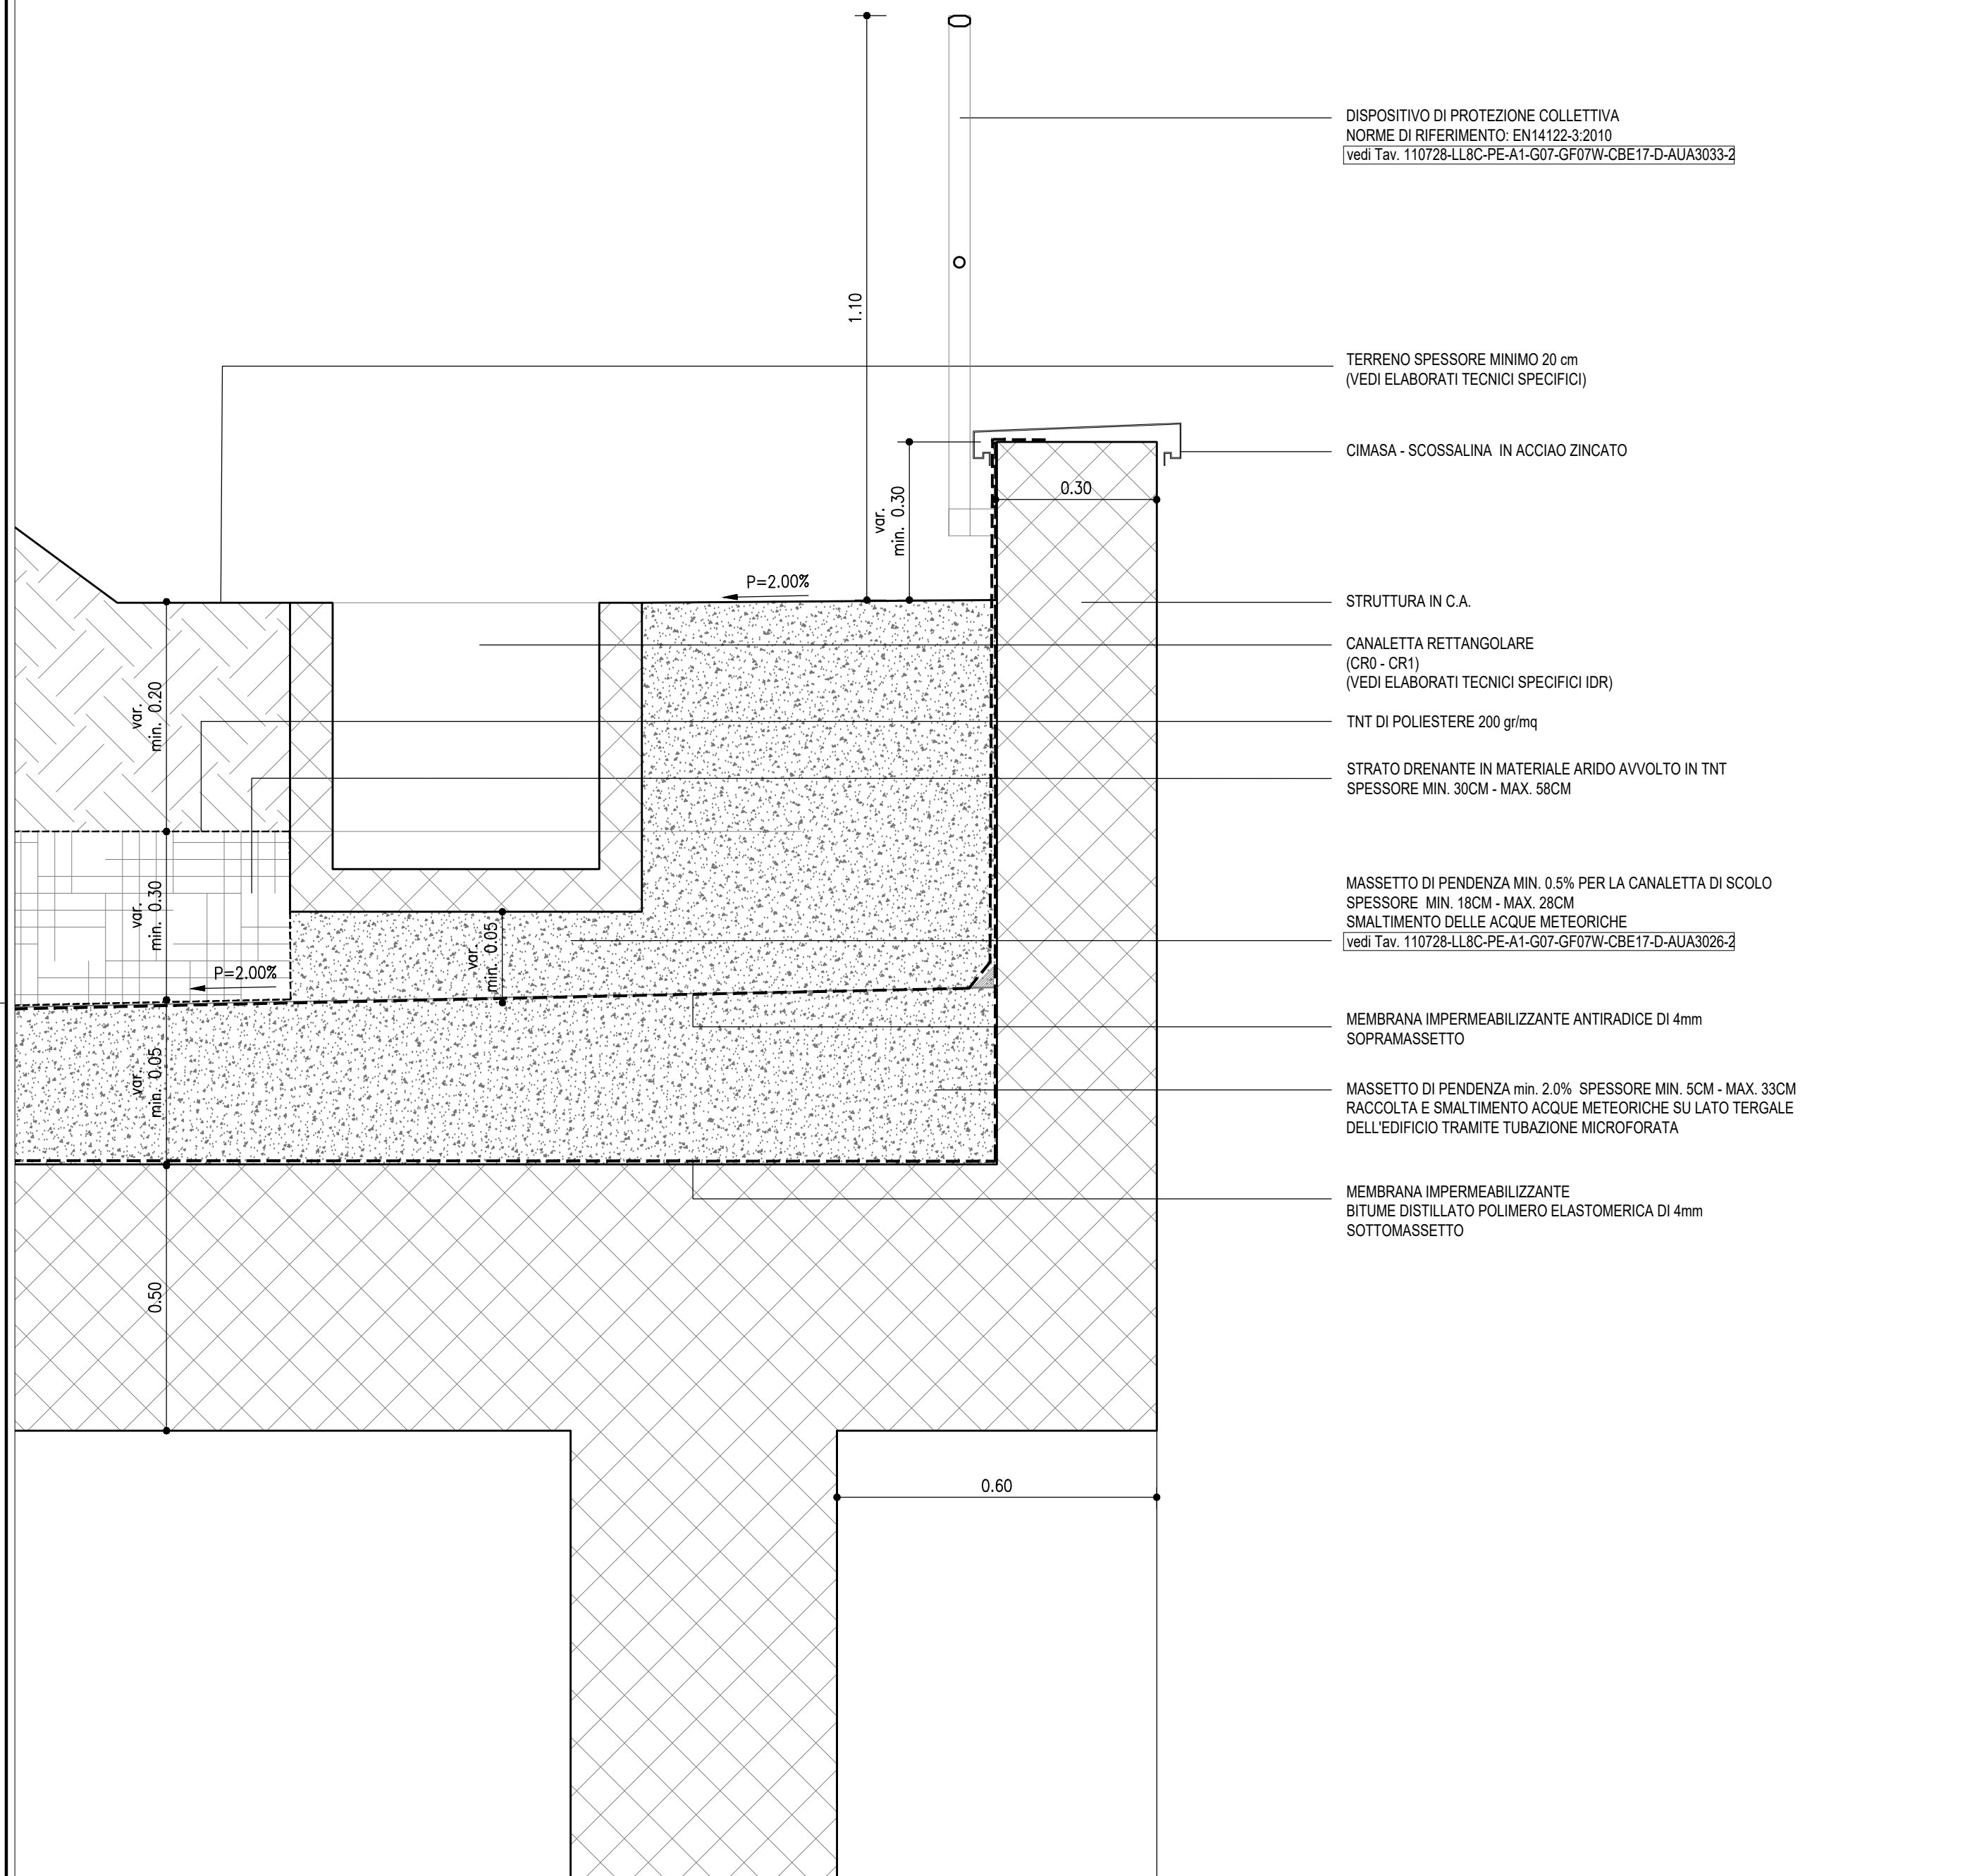 DISPOSITIVO DI PROTEZIONE COLLETTIVA
NORME DI RIFERIMENTO: EN14122-3:2010
vedi Tav. 110728-LL8C-PE-A1-G07-GF07W-CBE17-D-AUA3033-2
1.10
TERRENO SPESSORE MINIMO 20 cm
(VEDI ELABORATI TECNICI SPECIFICI)
CIMASA - SCOSSALINA  IN ACCIAO ZINCATO
0.30
var.
min. 0.30
P=2.00%
STRUTTURA IN C.A.
CANALETTA RETTANGOLARE
(CR0 - CR1)
(VEDI ELABORATI TECNICI SPECIFICI IDR)
var.
min. 0.20
TNT DI POLIESTERE 200 gr/mq
STRATO DRENANTE IN MATERIALE ARIDO AVVOLTO IN TNT
SPESSORE MIN. 30CM - MAX. 58CM
var.
min. 0.30
MASSETTO DI PENDENZA MIN. 0.5% PER LA CANALETTA DI SCOLO
SPESSORE  MIN. 18CM - MAX. 28CM
SMALTIMENTO DELLE ACQUE METEORICHE
vedi Tav. 110728-LL8C-PE-A1-G07-GF07W-CBE17-D-AUA3026-2
var.
min. 0.05
P=2.00%
MEMBRANA IMPERMEABILIZZANTE ANTIRADICE DI 4mm
SOPRAMASSETTO
var.
min. 0.05
MASSETTO DI PENDENZA min. 2.0%  SPESSORE MIN. 5CM - MAX. 33CM
RACCOLTA E SMALTIMENTO ACQUE METEORICHE SU LATO TERGALE
DELL'EDIFICIO TRAMITE TUBAZIONE MICROFORATA
MEMBRANA IMPERMEABILIZZANTE
BITUME DISTILLATO POLIMERO ELASTOMERICA DI 4mm
SOTTOMASSETTO
0.50
0.60